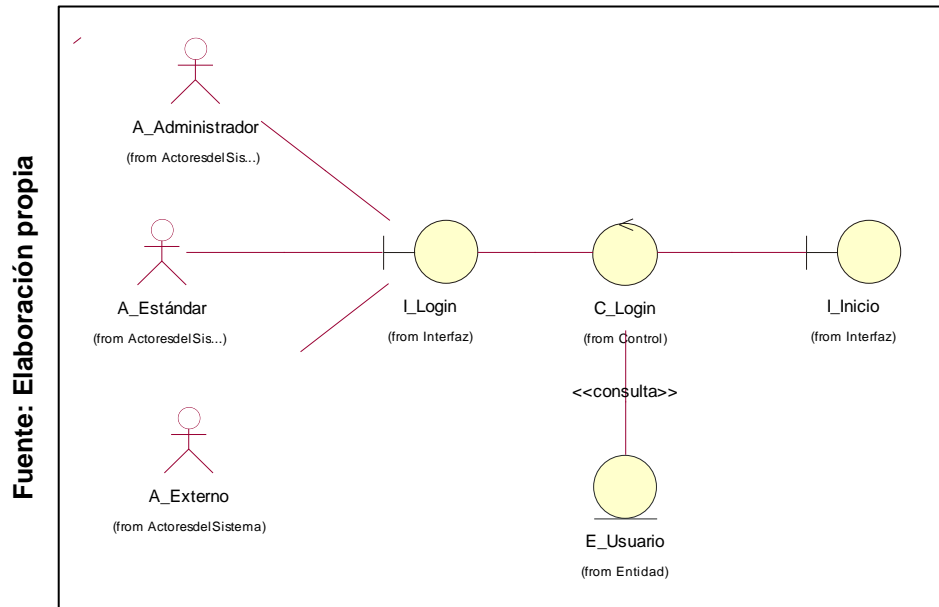 Fuente: Elaboración propia
A_Administrador
(from ActoresdelSis...)
A_Estándar
(from ActoresdelSis...)
I_Login
(from Interfaz)
C_Login
(from Control)
I_Inicio
(from Interfaz)
<<consulta>>
A_Externo
(from ActoresdelSistema)
E_Usuario
(from Entidad)